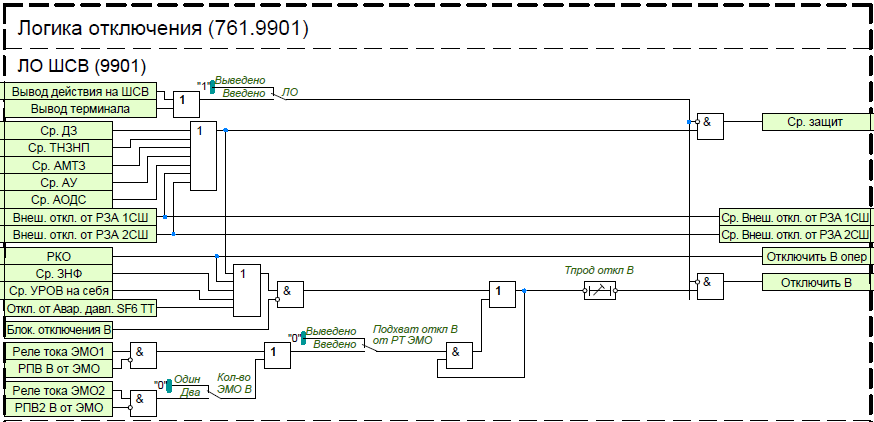 Логика отключения (761.9901)
ЛО ШСВ (9901)
"1"
Выведено
Введено
ЛО
Вывод действия на ШСВ
Вывод терминала
1
Ср. ДЗ
Ср. ТНЗНП
Ср. АМТЗ
Ср. АУ
Ср. АОДС
1
&
Ср. защит
Внеш. откл. от РЗА 1СШ
Ср. Внеш. откл. от РЗА 1СШ
Внеш. откл. от РЗА 2СШ
Ср. Внеш. откл. от РЗА 2СШ
РКО
Отключить В опер
Ср. ЗНФ
Ср. УРОВ на себя
Откл. от Авар. давл. SF6 ТТ
Блок. отключения В
1
&
1
Тпрод откл В
&
Отключить В
"0"
Выведено
Введено
Подхват откл В
от РТ ЭМО
Реле тока ЭМО1
РПВ В от ЭМО
&
1
&
Реле тока ЭМО2
РПВ2 В от ЭМО
&
"0"
Один
Два
Кол-во
ЭМО В